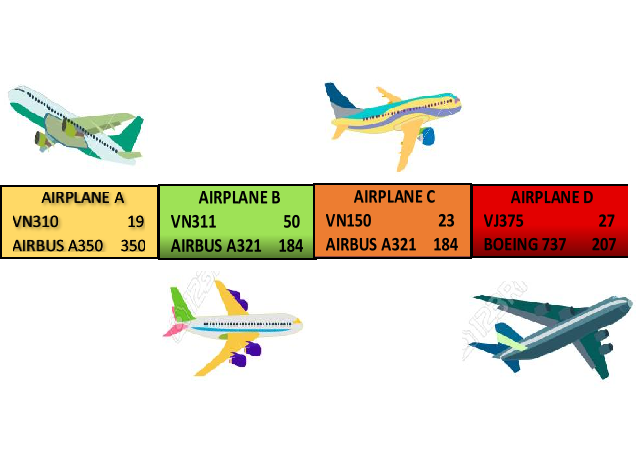 AIRPLANE A
VN310 19
AIRBUS A350 350
AIRPLANE B
VN311 50
AIRBUS A321 184
AIRPLANE C
VN150 23
AIRBUS A321 184
AIRPLANE D
VJ375 27
BOEING 737 207